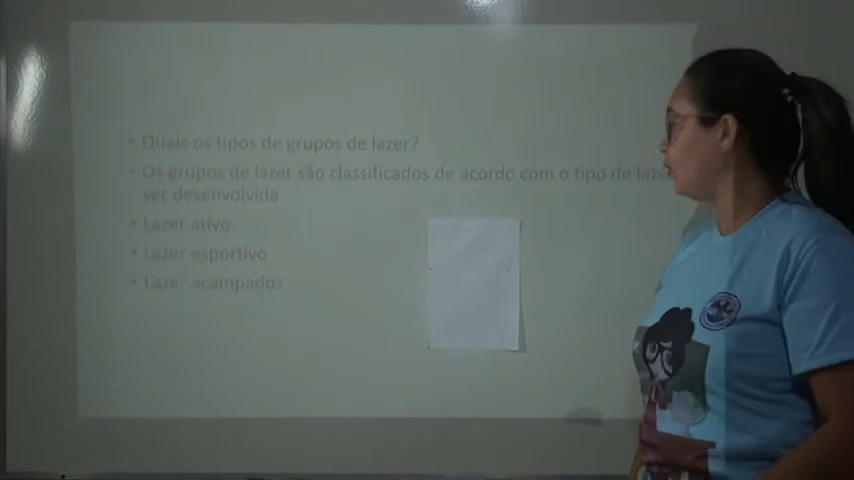 • Quais os tipos de grupos de lazer?
• Os grupos de lazer são classificados de acordo com o tipo de lazer
ser desenvolvida
• Lazer ativo.
• Lazer esportivo
• Lazer acampados